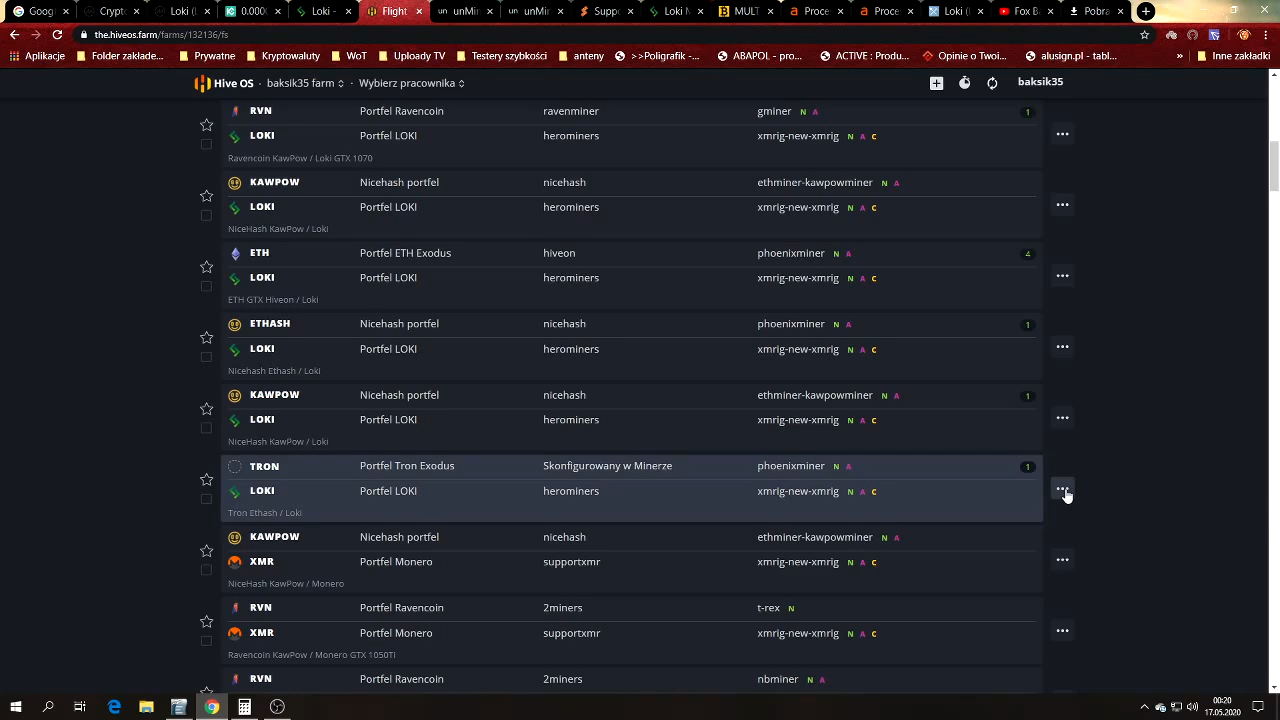 Goog
Crypto
Loki (
0.0000
Loki -
Flight
unMin
unMin
Suppo
Loki N
MULT
Proce
Proce
Loki (
Fox B
Pobra
the.hiveos.farm/farms/132136/fs
Aplikacje
Folder zakłade...
Prywatne
Kryptowaluty
WoT
Uploady TV
Testery szybkości
anteny
>>Poligrafik - ...
ABAPOL - pro...
ACTIVE : Produ...
Opinie o Twoi...
alusign.pl - tabl...
Inne zakładki
Hive OS
baksik35 farm
Wybierz pracownika
baksik35
RVN Portfel Ravencoin ravenminer gminer N A 1
LOKI Portfel LOKI herominers xmrig-new-xmrig N A C
Ravencoin KawPow / Loki GTX 1070
KAWPOW Nicehash portfel nicehash ethminer-kawpowminer N A
LOKI Portfel LOKI herominers xmrig-new-xmrig N A C
NiceHash KawPow / Loki
ETH Portfel ETH Exodus hiveon phoenixminer N A 4
LOKI Portfel LOKI herominers xmrig-new-xmrig N A C
ETH GTX Hiveon / Loki
ETHASH Nicehash portfel nicehash phoenixminer N A 1
LOKI Portfel LOKI herominers xmrig-new-xmrig N A C
Nicehash Ethash / Loki
KAWPOW Nicehash portfel nicehash ethminer-kawpowminer N A 1
LOKI Portfel LOKI herominers xmrig-new-xmrig N A C
NiceHash KawPow / Loki
TRON Portfel Tron Exodus Skonfigurowany w Minerze phoenixminer N A 1
LOKI Portfel LOKI herominers xmrig-new-xmrig N A C
Tron Ethash / Loki
KAWPOW Nicehash portfel nicehash ethminer-kawpowminer N A
XMR Portfel Monero supportxmr xmrig-new-xmrig N A C
NiceHash KawPow / Monero
RVN Portfel Ravencoin 2miners t-rex N
XMR Portfel Monero supportxmr xmrig-new-xmrig N A C
Ravencoin KawPow / Monero GTX 1050Ti
RVN Portfel Ravencoin 2miners nbminer N A
00:20
17.05.2020